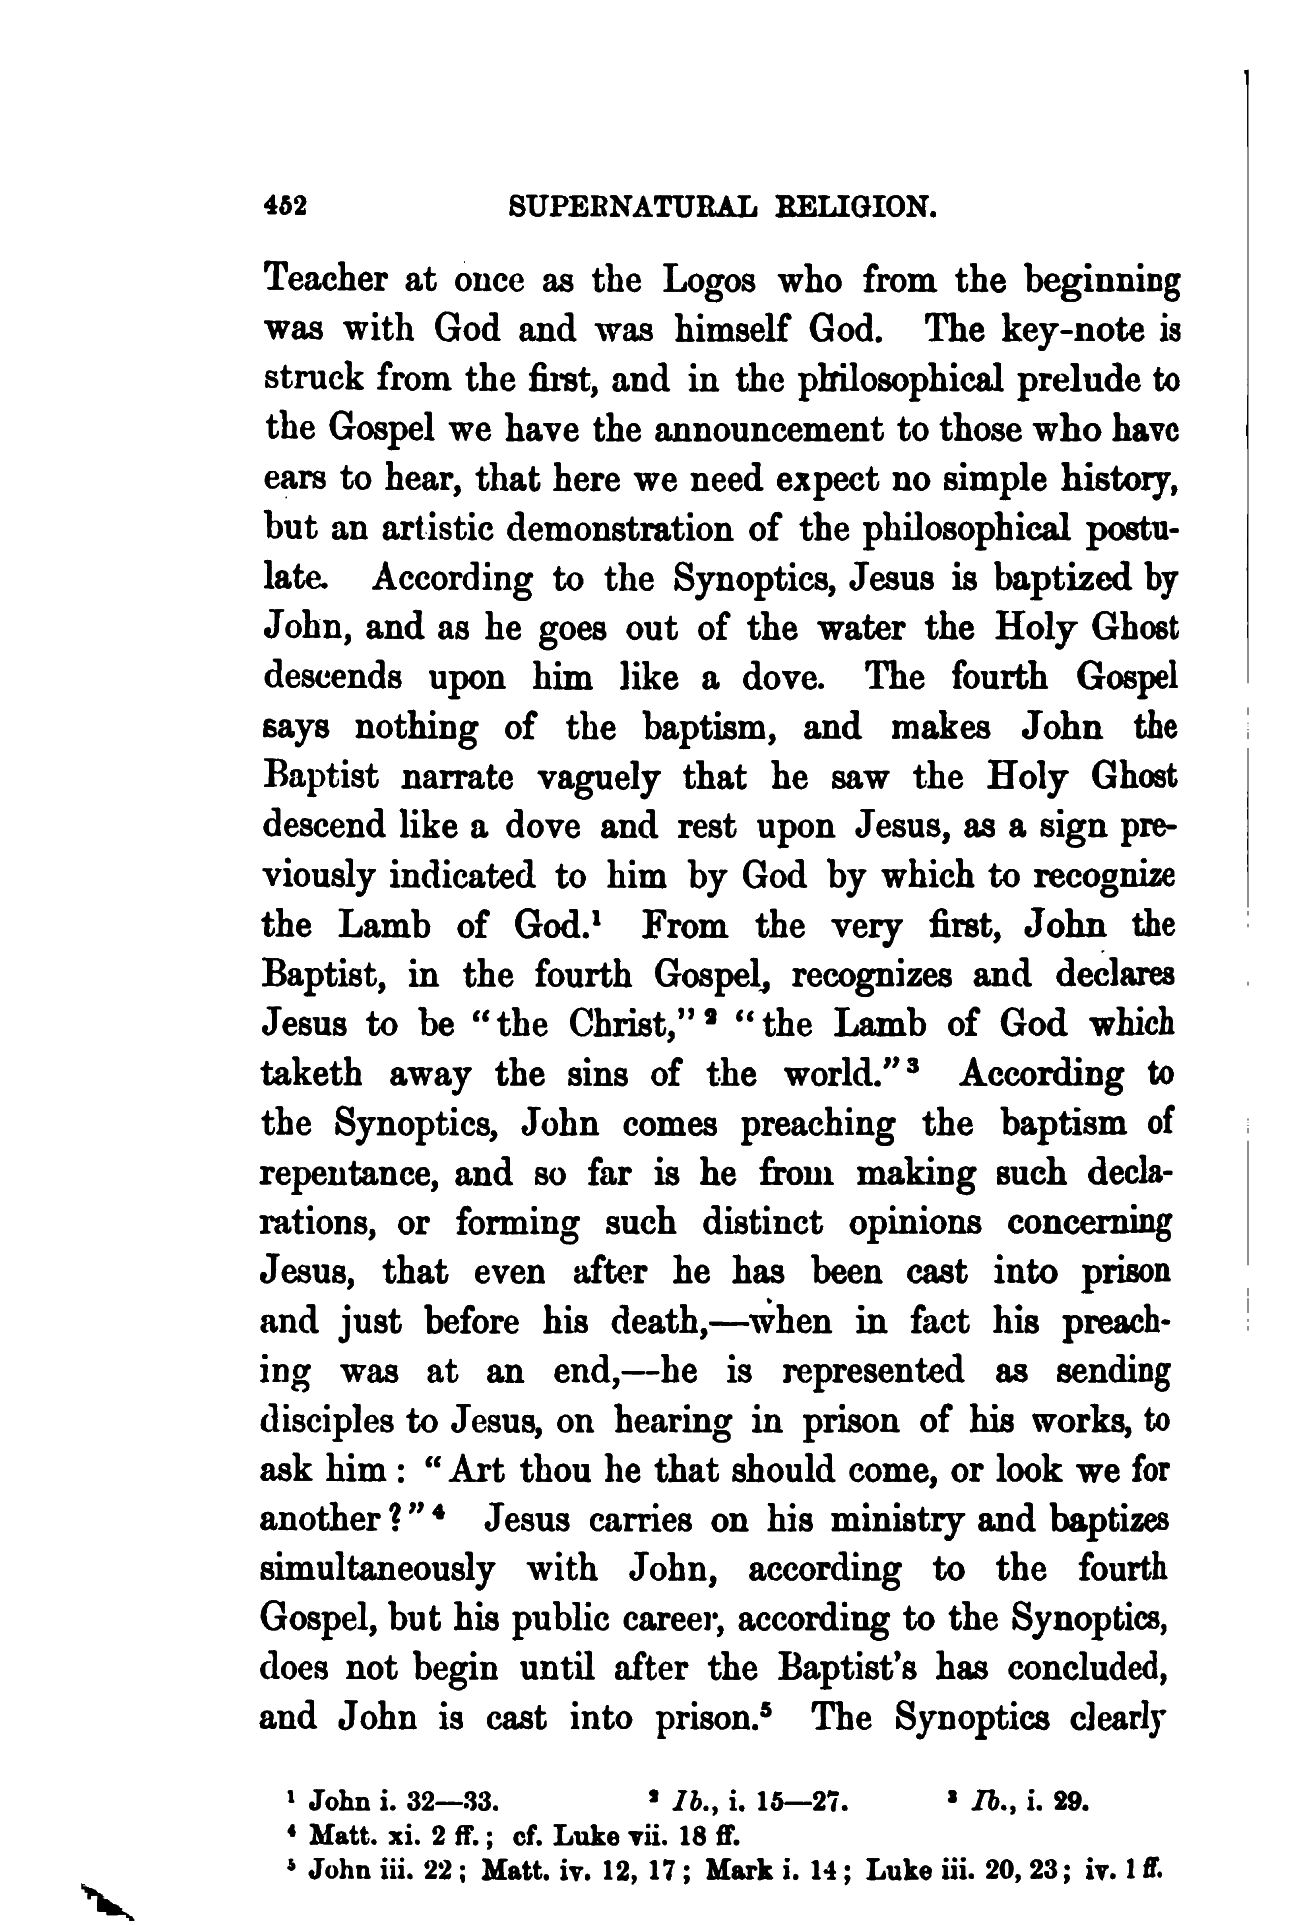 452 SUPERNATURAL RELIGION.
Teacher at once as the Logos who from the beginning
was with God and was himself God. The key-note is
struck from the first, and in the philosophical prelude to
the Gospel we have the announcement to those who have
ears to hear, that here we need expect no simple history,
but an artistic demonstration of the philosophical postu-
late. According to the Synoptics, Jesus is baptized by
John, and as he goes out of the water the Holy Ghost
descends upon him like a dove. The fourth Gospel
says nothing of the baptism, and makes John the
Baptist narrate vaguely that he saw the Holy Ghost
descend like a dove and rest upon Jesus, as a sign pre-
viously indicated to him by God by which to recognize
the Lamb of God.¹ From the very first, John the
Baptist, in the fourth Gospel, recognizes and declares
Jesus to be “the Christ,”² “the Lamb of God which
taketh away the sins of the world.”³ According to
the Synoptics, John comes preaching the baptism of
repentance, and so far is he from making such decla-
rations, or forming such distinct opinions concerning
Jesus, that even after he has been cast into prison
and just before his death,—when in fact his preach-
ing was at an end,—he is represented as sending
disciples to Jesus, on hearing in prison of his works, to
ask him : “Art thou he that should come, or look we for
another?”⁴ Jesus carries on his ministry and baptizes
simultaneously with John, according to the fourth
Gospel, but his public career, according to the Synoptics,
does not begin until after the Baptist’s has concluded,
and John is cast into prison.⁵ The Synoptics clearly
¹ John i. 32—33. ² Ib., i. 15—27. ³ Ib., i. 29.
⁴ Matt. xi. 2 ff. ; cf. Luke vii. 18 ff.
⁵ John iii. 22 ; Matt. iv. 12, 17 ; Mark i. 14 ; Luke iii. 20, 23 ; iv. 1 ff.